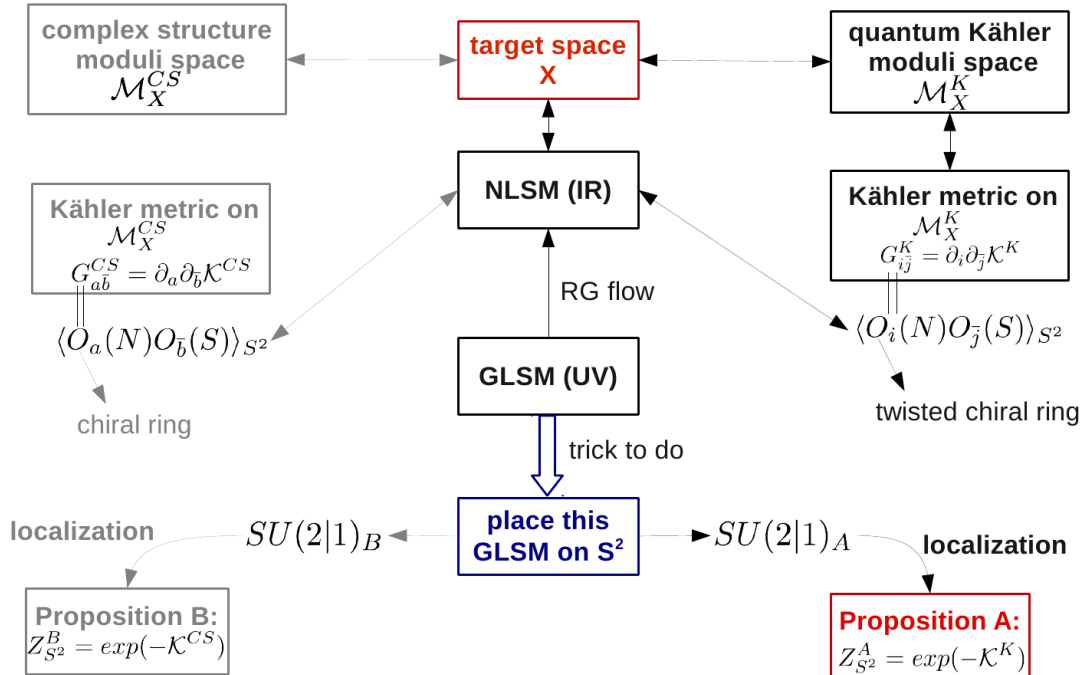 complex structure
moduli space
$\mathcal{M}_X^{CS}$
target space
X
quantum Kähler
moduli space
$\mathcal{M}_X^{K}$
Kähler metric on
$\mathcal{M}_X^{CS}$
$G_{a\bar{b}}^{CS} = \partial_a \partial_{\bar{b}} \mathcal{K}^{CS}$
NLSM (IR)
Kähler metric on
$\mathcal{M}_X^{K}$
$G_{i\bar{j}}^{K} = \partial_i \partial_{\bar{j}} \mathcal{K}^{K}$
RG flow
$\langle O_a(N) O_{\bar{b}}(S) \rangle_{S^2}$
$\langle O_i(N) O_{\bar{j}}(S) \rangle_{S^2}$
GLSM (UV)
chiral ring
twisted chiral ring
trick to do
localization
$SU(2|1)_B$
place this
GLSM on S²
$SU(2|1)_A$
localization
Proposition B:
$Z_{S^2}^{B} = exp(-\mathcal{K}^{CS})$
Proposition A:
$Z_{S^2}^{A} = exp(-\mathcal{K}^{K})$